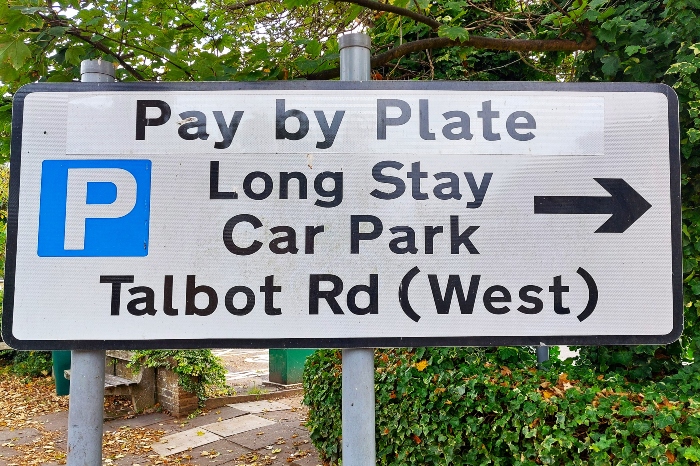 Pay by Plate
P
Long Stay
Car Park
Talbot Rd (West)